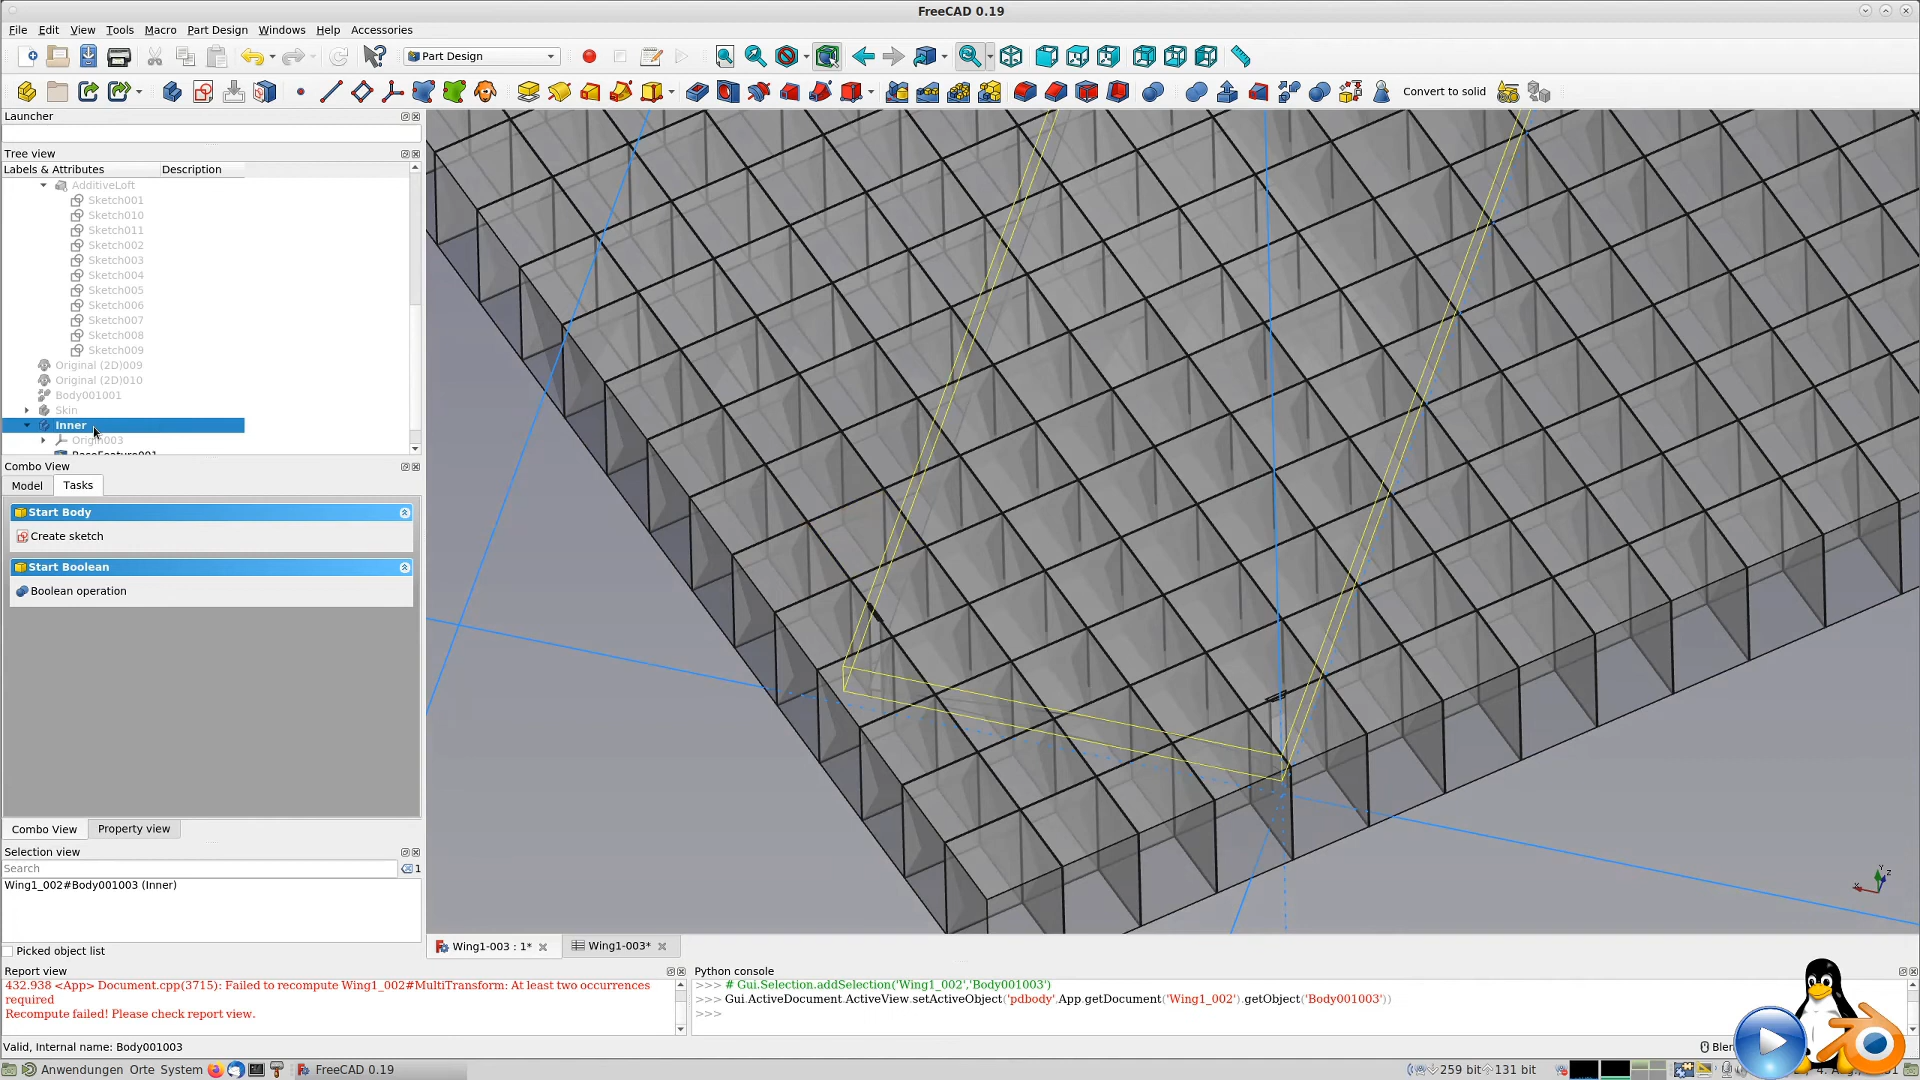 FreeCAD 0.19
File Edit View Tools Macro Part Design Windows Help Accessories
Part Design
Convert to solid
Launcher
Tree view
Labels & Attributes Description
AdditiveLoft
Sketch001
Sketch010
Sketch011
Sketch002
Sketch003
Sketch004
Sketch005
Sketch006
Sketch007
Sketch008
Sketch009
Original (2D)009
Original (2D)010
Body001001
Skin
Inner
Origin003
BaseFeature001
Combo View
Model Tasks
Start Body
Create sketch
Start Boolean
Boolean operation
Combo View Property view
Selection view
Search
1
Wing1_002#Body001003 (Inner)
Picked object list
Wing1-003 : 1*
Wing1-003*
Report view
432.938 <App> Document.cpp(3715): Failed to recompute Wing1_002#MultiTransform: At least two occurrences
required
Recompute failed! Please check report view.
Python console
>>> # Gui.Selection.addSelection('Wing1_002','Body001003')
>>> Gui.ActiveDocument.ActiveView.setActiveObject('pdbody',App.getDocument('Wing1_002').getObject('Body001003'))
>>>
Valid, Internal name: Body001003
Anwendungen Orte System
FreeCAD 0.19
259 bit 131 bit